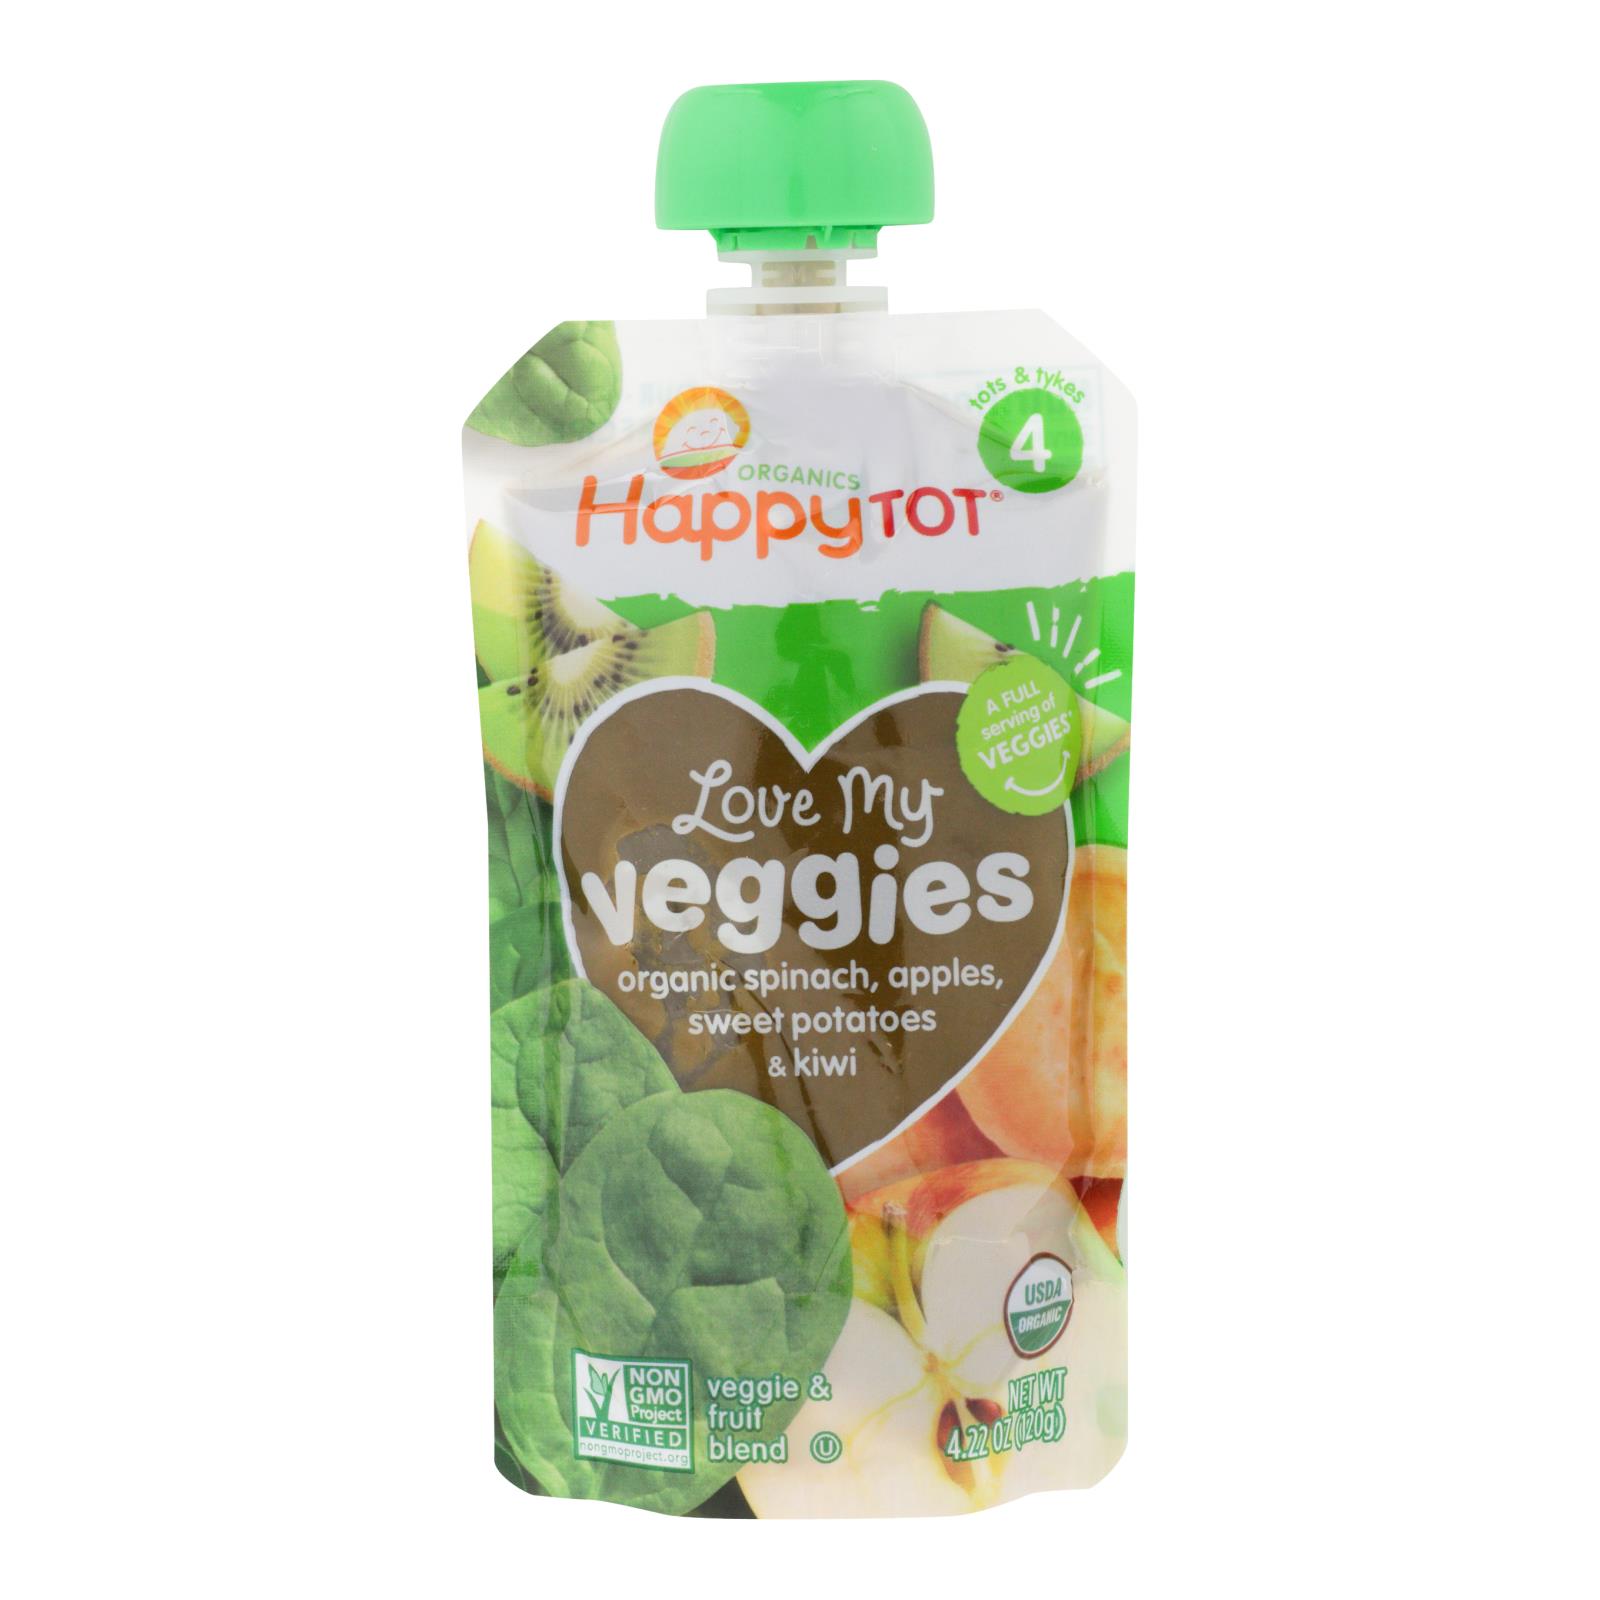 tots & tykes
4
ORGANICS
HappyTOT®
A FULL
serving of
VEGGIES*
Love My
veggies
organic spinach, apples,
sweet potatoes
& kiwi
USDA
ORGANIC
NON
GMO
Project
VERIFIED
nongmoproject.org
veggie &
fruit
blend U
NET WT
4.22 OZ (120g)